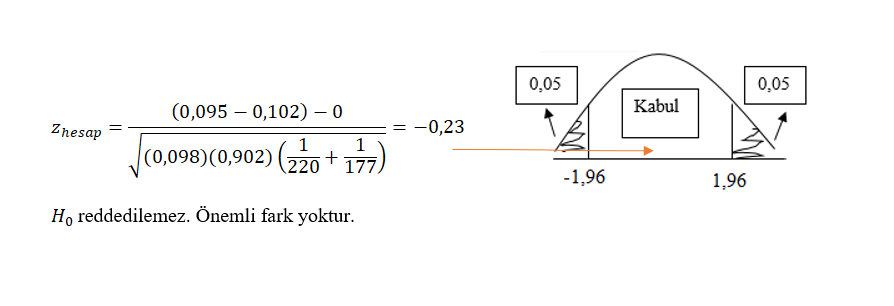 z_hesap = (0,095 − 0,102) − 0 / √((0,098)(0,902)(1/220 + 1/177)) = −0,23
0,05
0,05
Kabul
-1,96
1,96
H₀ reddedilemez. Önemli fark yoktur.